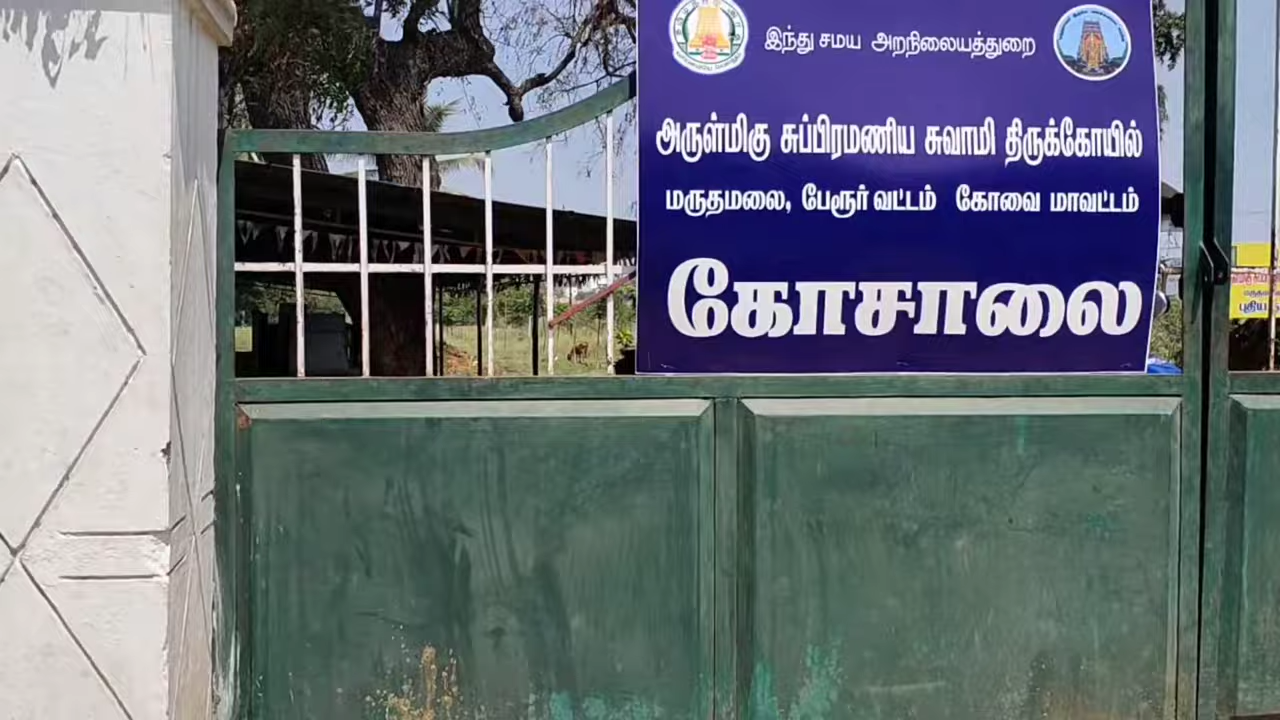 இந்து சமய அறநிலையத்துறை
அருள்மிகு சுப்பிரமணிய சுவாமி திருக்கோயில்
மருதமலை, பேரூர் வட்டம் கோவை மாவட்டம்
கோசாலை
புதிய